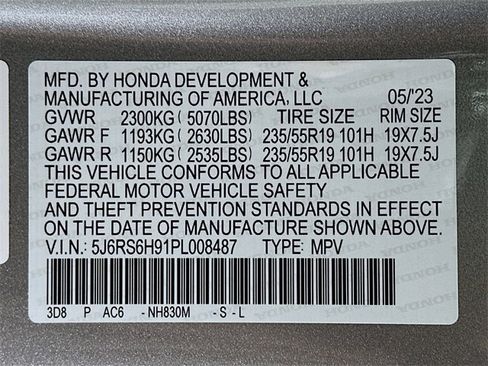 MFD. BY HONDA DEVELOPMENT &
MANUFACTURING OF AMERICA, LLC 05/'23
GVWR 2300KG( 5070LBS) TIRE SIZE RIM SIZE
GAWR F 1193KG( 2630LBS) 235/55R19 101H 19X7.5J
GAWR R 1150KG( 2535LBS) 235/55R19 101H 19X7.5J
THIS VEHICLE CONFORMS TO ALL APPLICABLE
FEDERAL MOTOR VEHICLE SAFETY
AND THEFT PREVENTION STANDARDS IN EFFECT
ON THE DATE OF MANUFACTURE SHOWN ABOVE.
V.I.N.: 5J6RS6H91PL008487 TYPE: MPV
3D8 P AC6 -NH830M -S-L